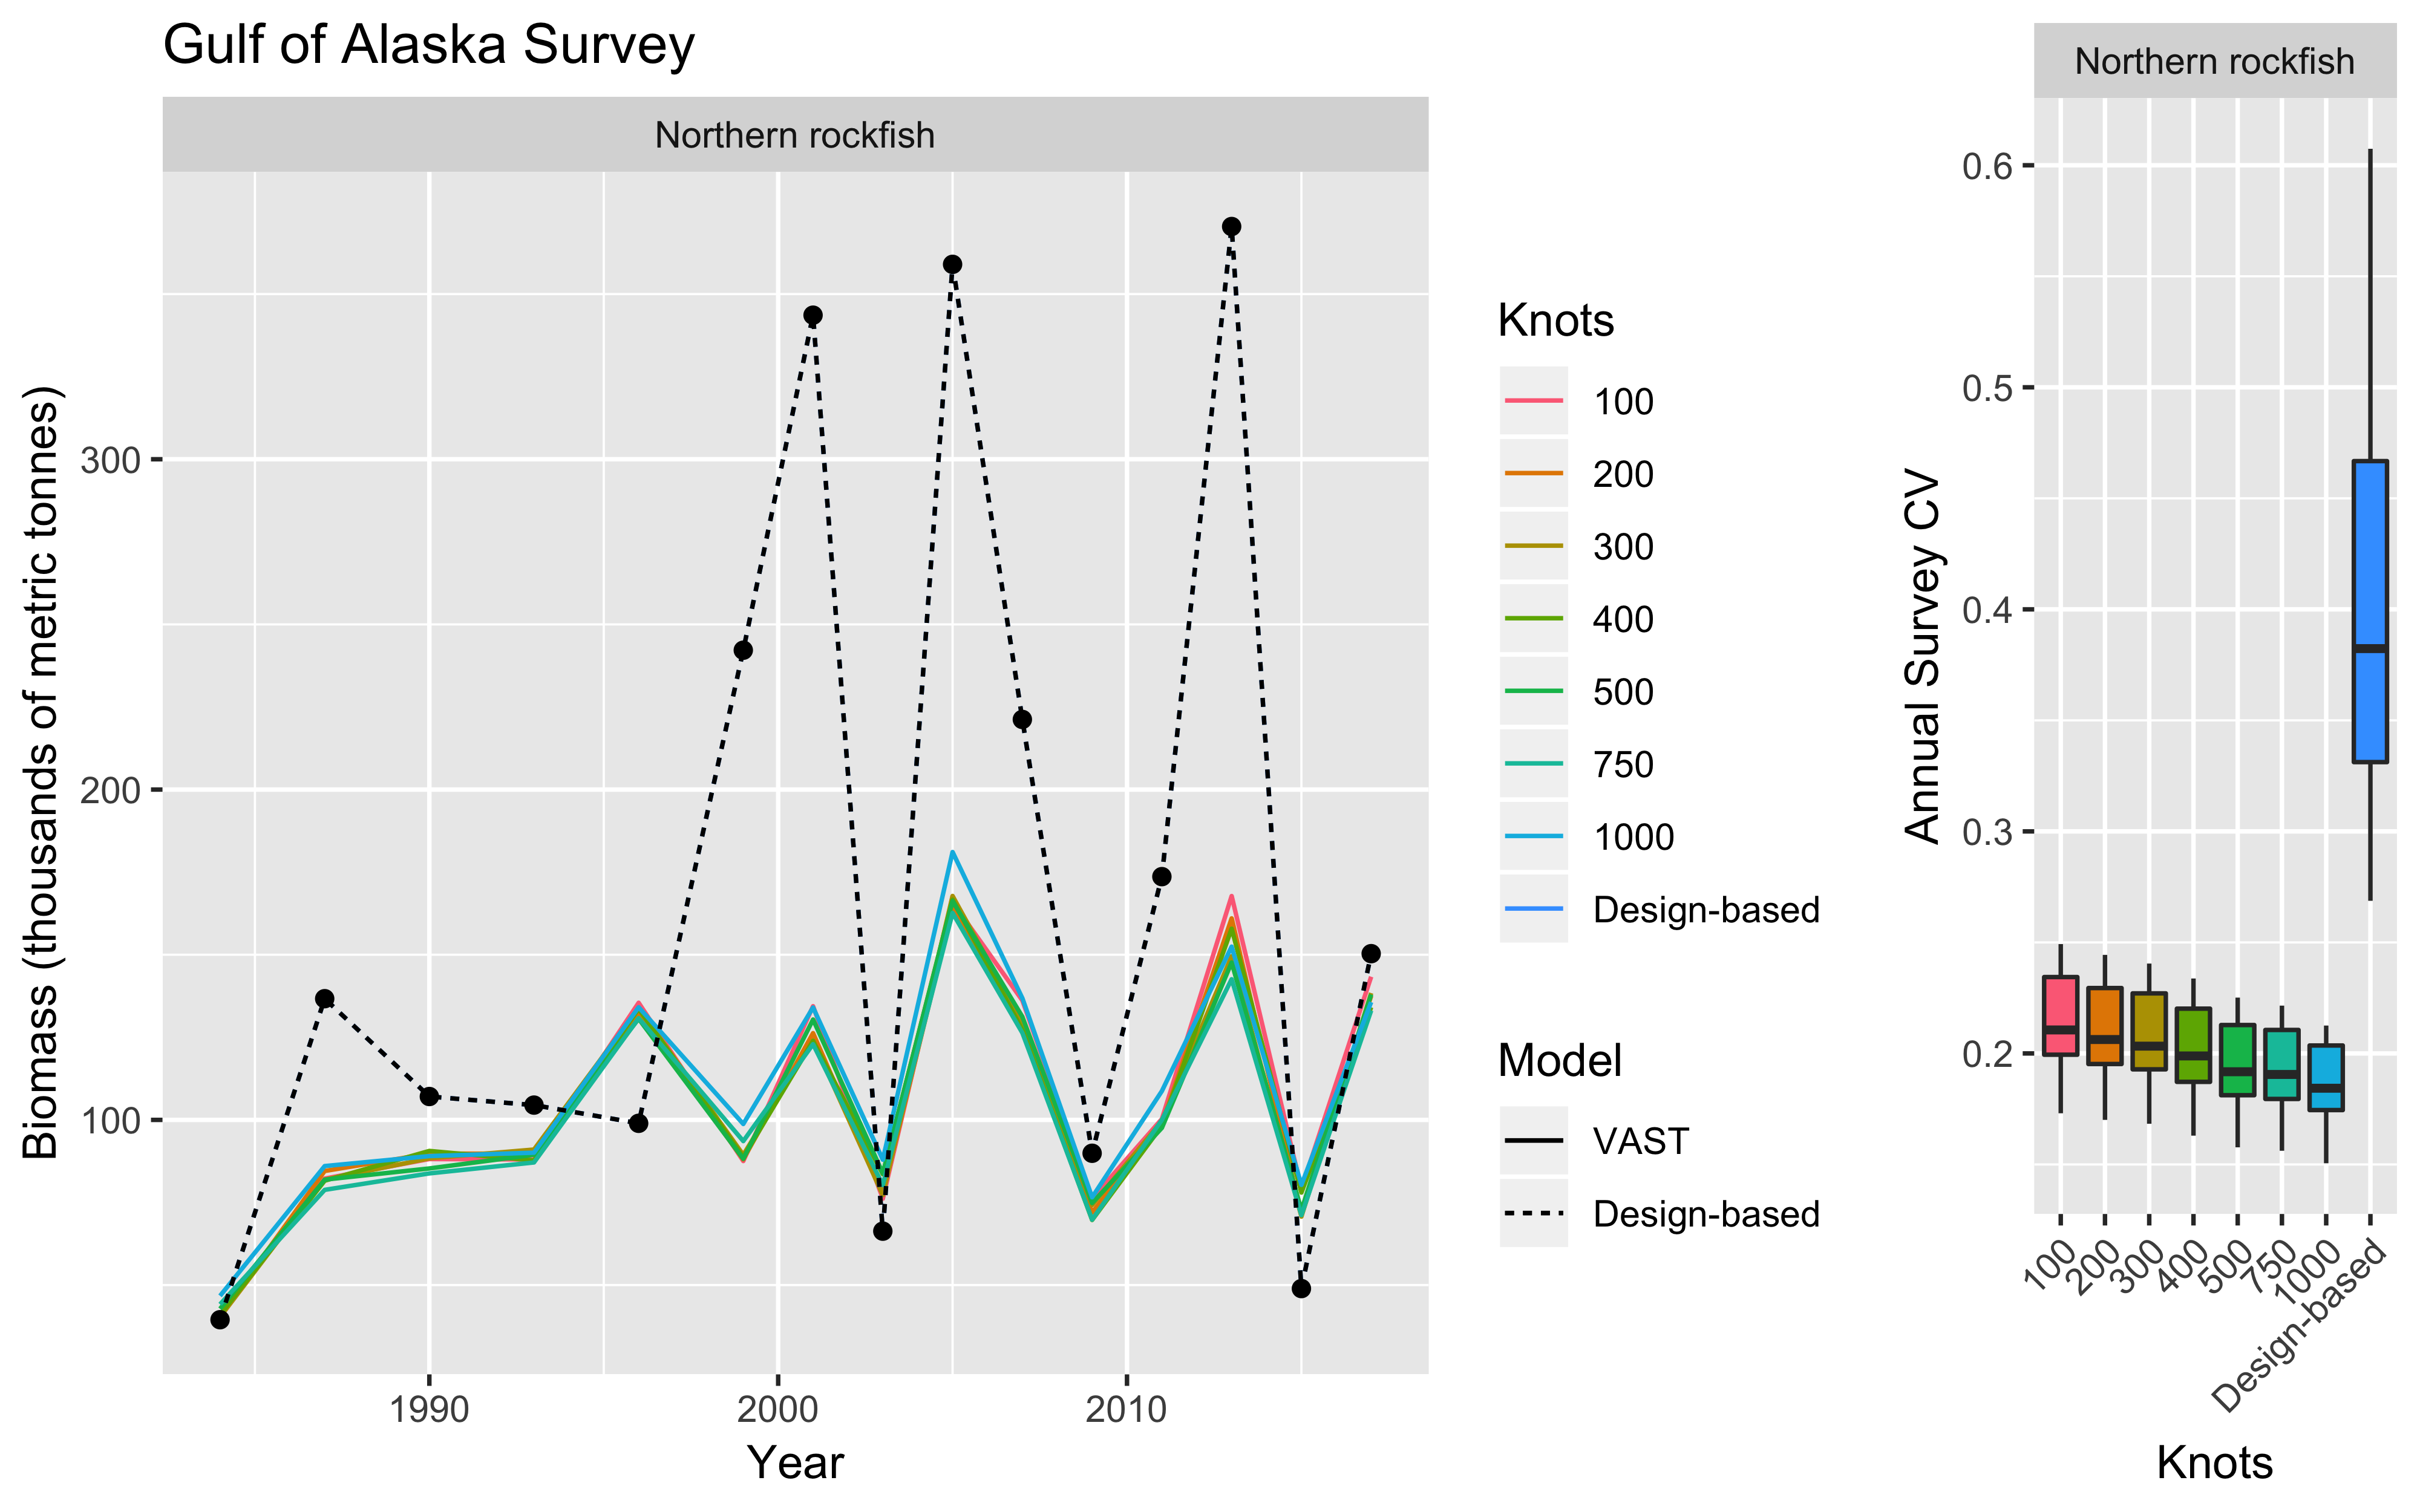 Gulf of Alaska Survey
Northern rockfish
Biomass (thousands of metric tonnes)
300
200
100
1990
2000
2010
Year
Knots
100
200
300
400
500
750
1000
Design-based
Model
VAST
Design-based
Northern rockfish
Annual Survey CV
0.6
0.5
0.4
0.3
0.2
100
200
300
400
500
750
1000
Design-based
Knots